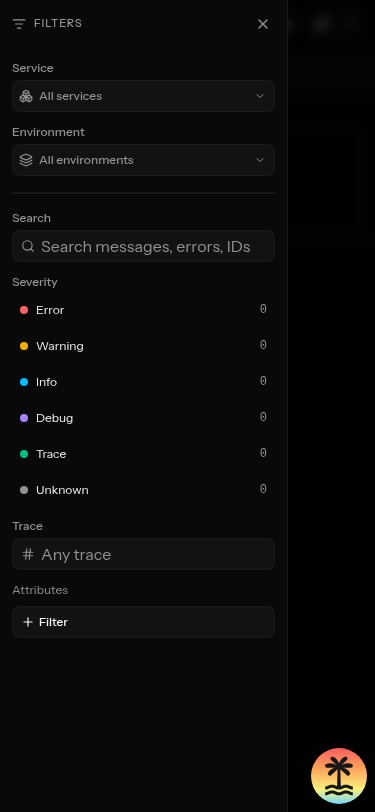 FILTERS
Service
All services
Environment
All environments
Search
Search messages, errors, IDs
Severity
Error 0
Warning 0
Info 0
Debug 0
Trace 0
Unknown 0
Trace
# Any trace
Attributes
+ Filter